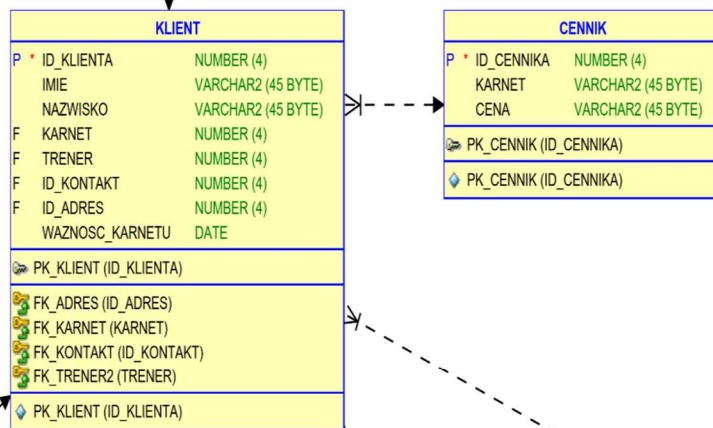 KLIENT
P * ID_KLIENTA NUMBER (4)
IMIE VARCHAR2 (45 BYTE)
NAZWISKO VARCHAR2 (45 BYTE)
F KARNET NUMBER (4)
F TRENER NUMBER (4)
F ID_KONTAKT NUMBER (4)
F ID_ADRES NUMBER (4)
WAZNOSC_KARNETU DATE
PK_KLIENT (ID_KLIENTA)
FK_ADRES (ID_ADRES)
FK_KARNET (KARNET)
FK_KONTAKT (ID_KONTAKT)
FK_TRENER2 (TRENER)
PK_KLIENT (ID_KLIENTA)
CENNIK
P * ID_CENNIKA NUMBER (4)
KARNET VARCHAR2 (45 BYTE)
CENA VARCHAR2 (45 BYTE)
PK_CENNIK (ID_CENNIKA)
PK_CENNIK (ID_CENNIKA)